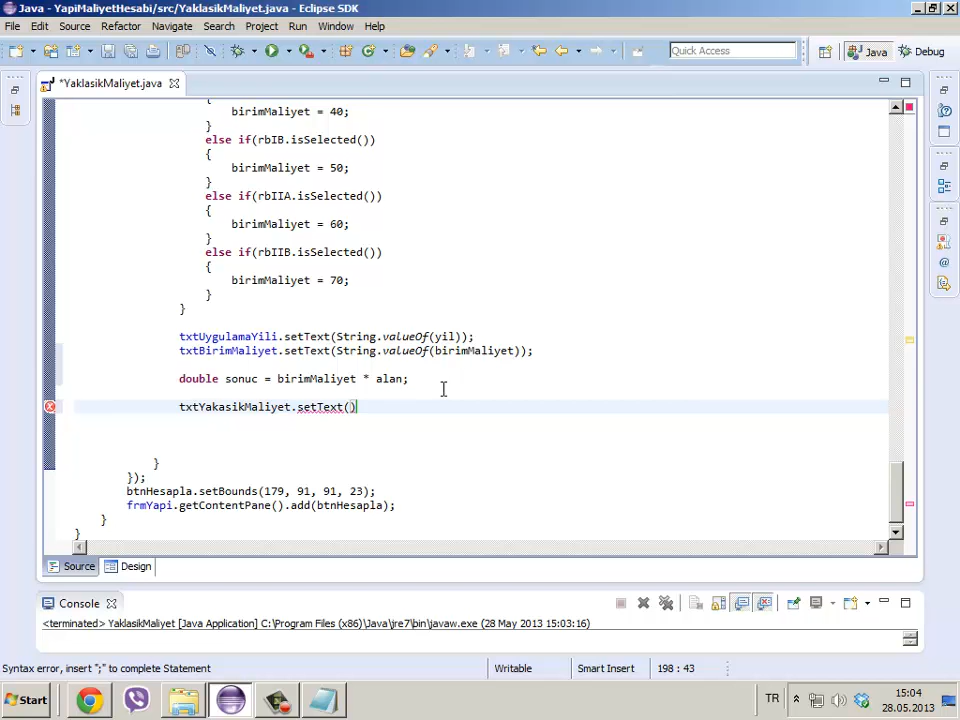 Java - YapiMaliyetHesabi/src/YaklasikMaliyet.java - Eclipse SDK
File Edit Source Refactor Navigate Search Project Run Window Help
Quick Access
Java
Debug
*YaklasikMaliyet.java
{
birimMaliyet = 40;
}
else if(rbIB.isSelected())
{
birimMaliyet = 50;
}
else if(rbIIA.isSelected())
{
birimMaliyet = 60;
}
else if(rbIIB.isSelected())
{
birimMaliyet = 70;
}
}
txtUygulamaYili.setText(String.valueOf(yil));
txtBirimMaliyet.setText(String.valueOf(birimMaliyet));
double sonuc = birimMaliyet * alan;
txtYakasikMaliyet.setText()
}
});
btnHesapla.setBounds(179, 91, 91, 23);
frmYapi.getContentPane().add(btnHesapla);
}
}
Source Design
Console
<terminated> YaklasikMaliyet [Java Application] C:\Program Files (x86)\Java\jre7\bin\javaw.exe (28 May 2013 15:03:16)
Syntax error, insert ";" to complete Statement
Writable
Smart Insert
198 : 43
Start
TR
15:04
28.05.2013